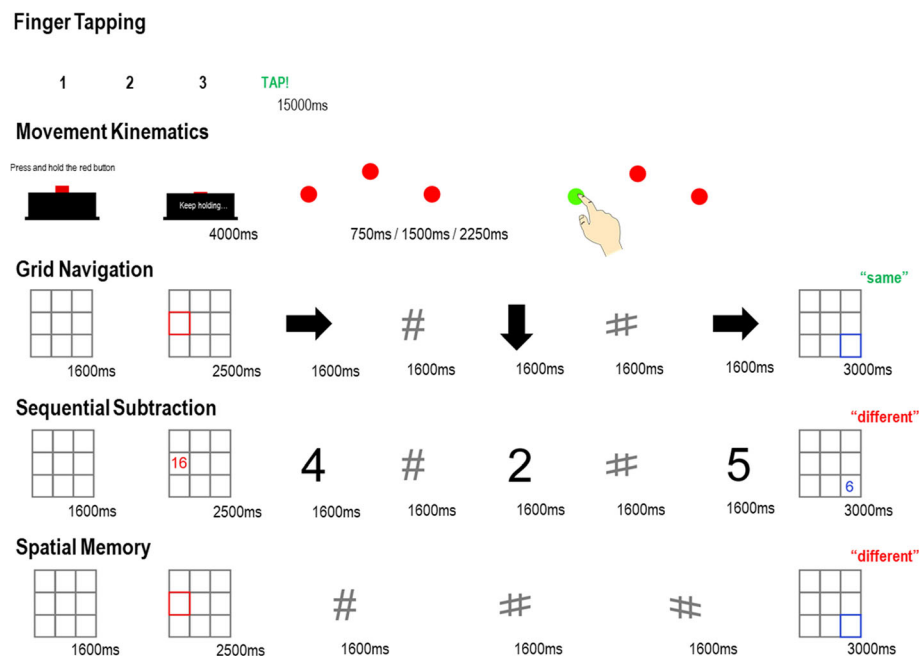 Finger Tapping
1 2 3 TAP!
15000ms
Movement Kinematics
Press and hold the red button
Keep holding...
4000ms 750ms / 1500ms / 2250ms
Grid Navigation
"same"
# #
1600ms 2500ms 1600ms 1600ms 1600ms 1600ms 1600ms 3000ms
Sequential Subtraction
"different"
16 4 # 2 # 5 6
1600ms 2500ms 1600ms 1600ms 1600ms 1600ms 1600ms 3000ms
Spatial Memory
"different"
# # #
1600ms 2500ms 1600ms 1600ms 1600ms 3000ms